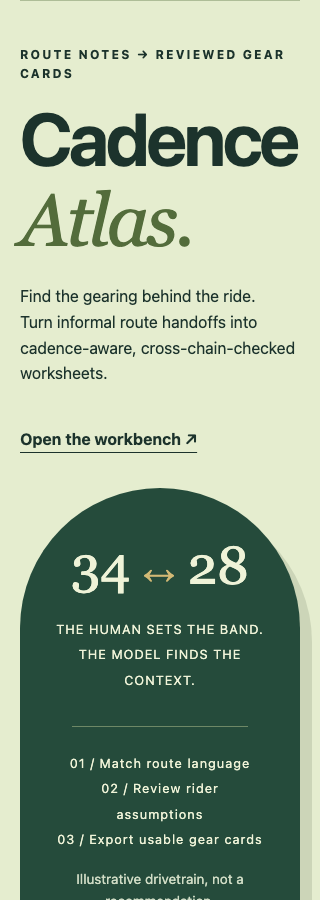 ROUTE NOTES → REVIEWED GEAR
CARDS
Cadence
Atlas.
Find the gearing behind the ride.
Turn informal route handoffs into
cadence-aware, cross-chain-checked
worksheets.
Open the workbench ↗
34 ↔ 28
THE HUMAN SETS THE BAND.
THE MODEL FINDS THE
CONTEXT.
01 / Match route language
02 / Review rider
assumptions
03 / Export usable gear cards
Illustrative drivetrain, not a
recommendation